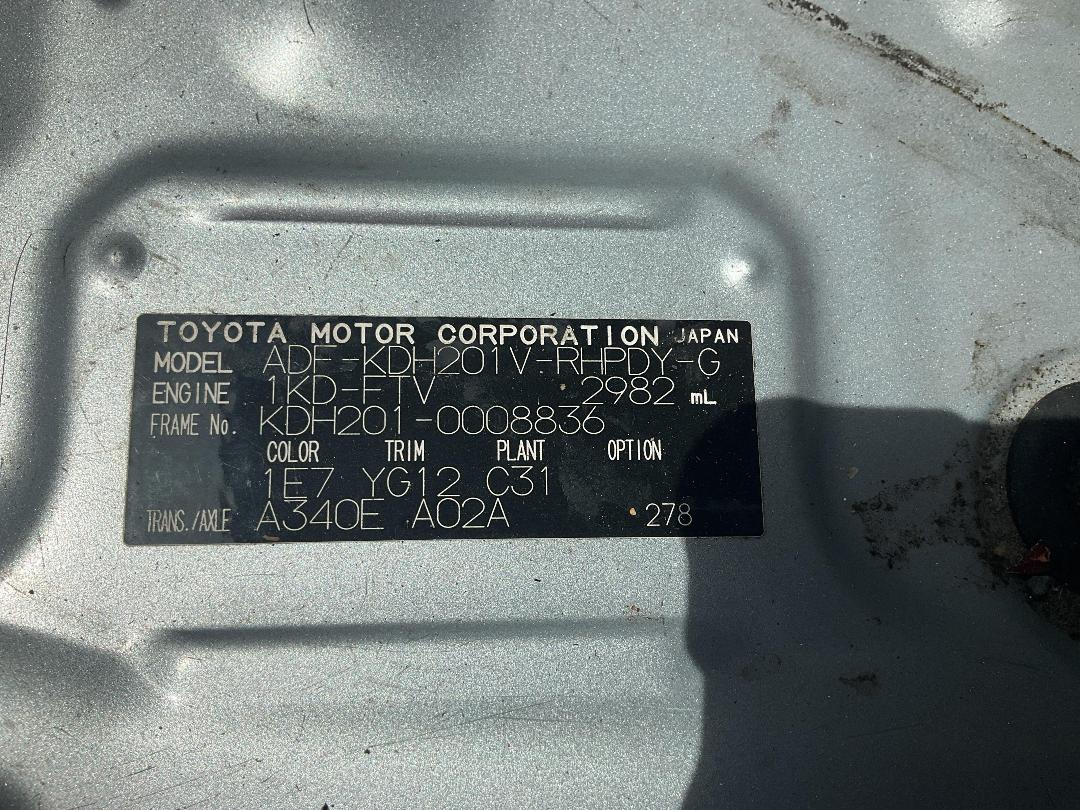 TOYOTA MOTOR CORPORATION JAPAN
MODEL ADF-KDH201V-RHPDY-G
ENGINE 1KD-FTV 2982 mL
FRAME No. KDH201-0008836
COLOR TRIM PLANT OPTION
1E7 YG12 C31
TRANS./AXLE A340E A02A 278